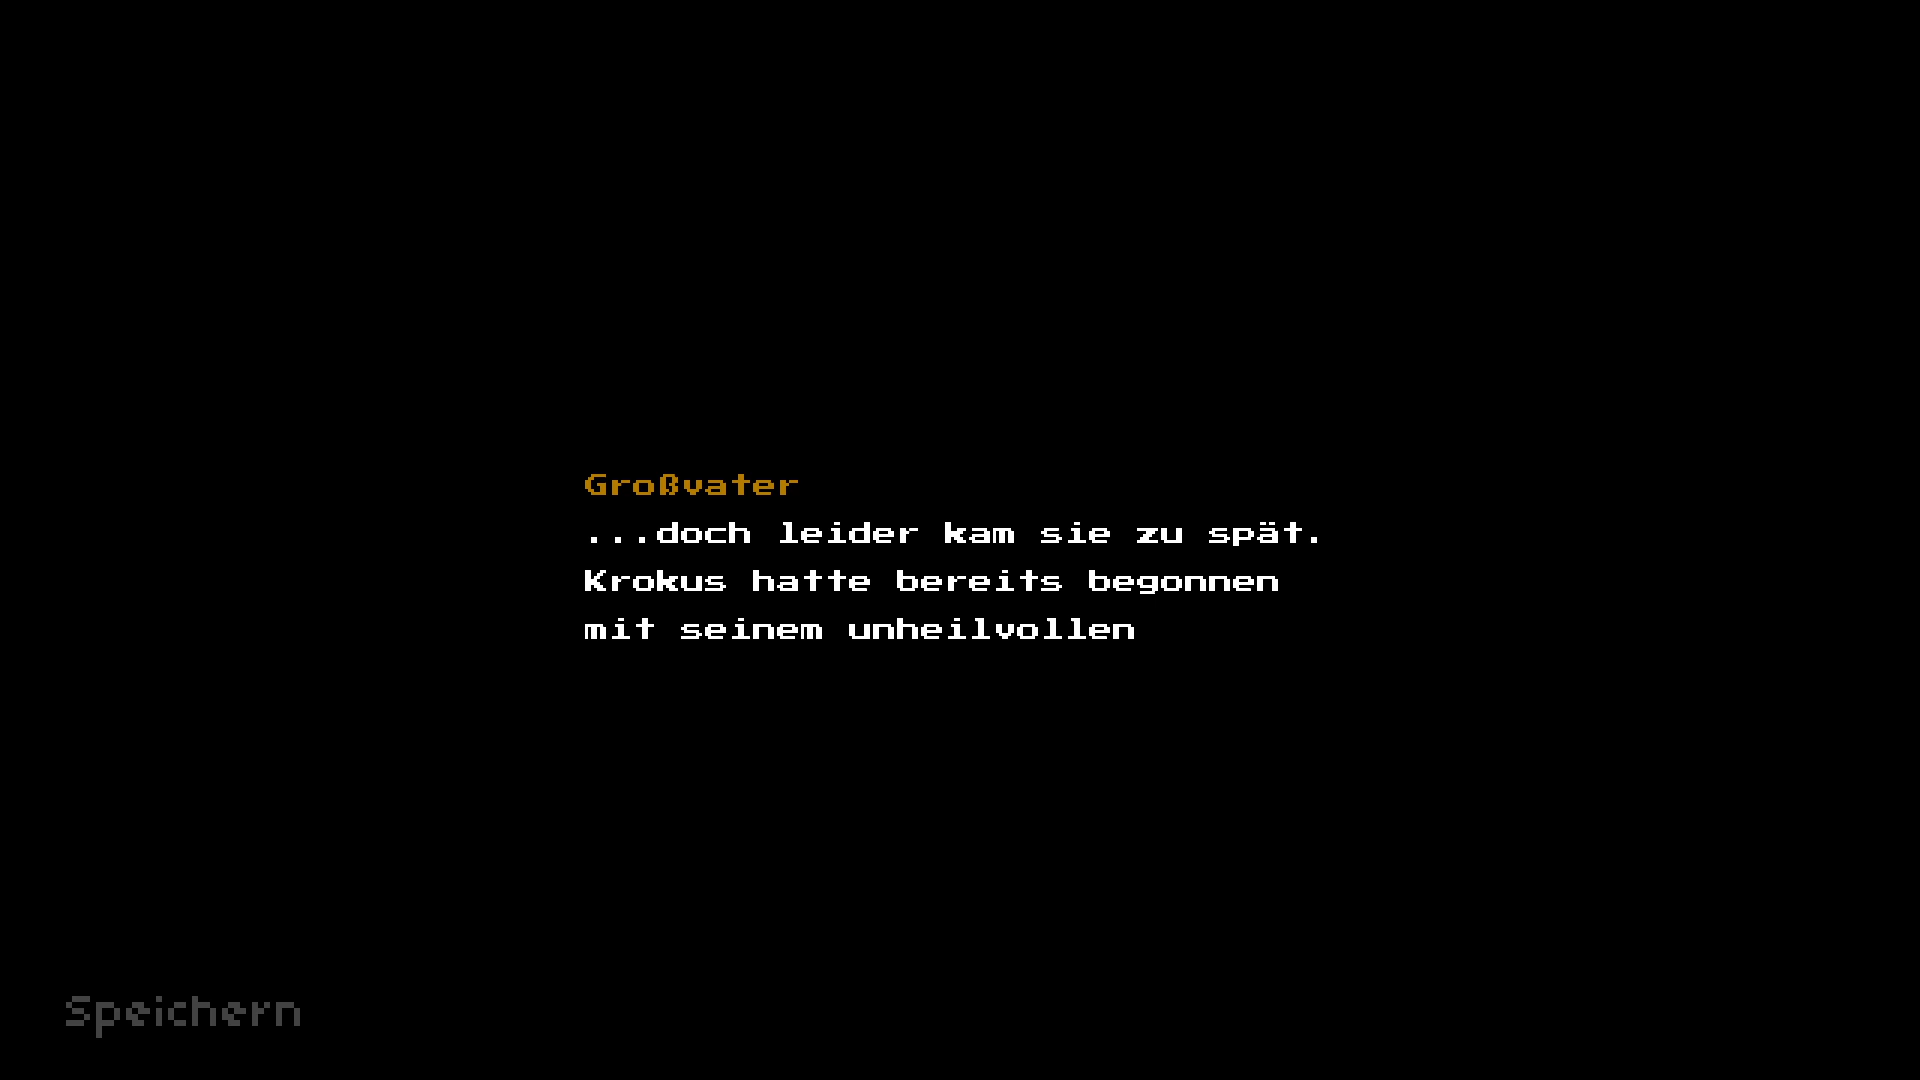 Großvater
...doch leider kam sie zu spät.
Krokus hatte bereits begonnen
mit seinem unheilvollen
Speichern